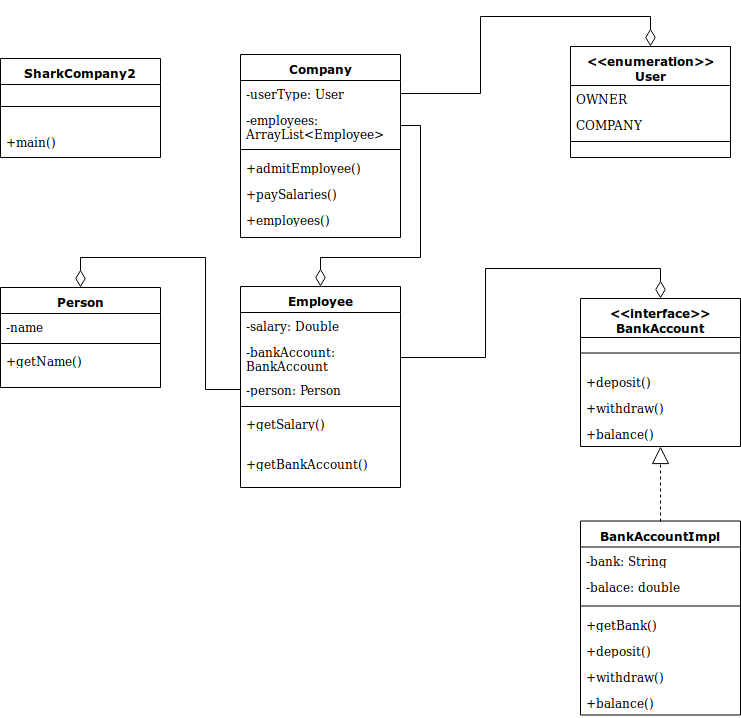 SharkCompany2
+main()
Company
-userType: User
-employees:
ArrayList<Employee>
+admitEmployee()
+paySalaries()
+employees()
<<enumeration>>
User
OWNER
COMPANY
Person
-name
+getName()
Employee
-salary: Double
-bankAccount:
BankAccount
-person: Person
+getSalary()
+getBankAccount()
<<interface>>
BankAccount
+deposit()
+withdraw()
+balance()
BankAccountImpl
-bank: String
-balace: double
+getBank()
+deposit()
+withdraw()
+balance()